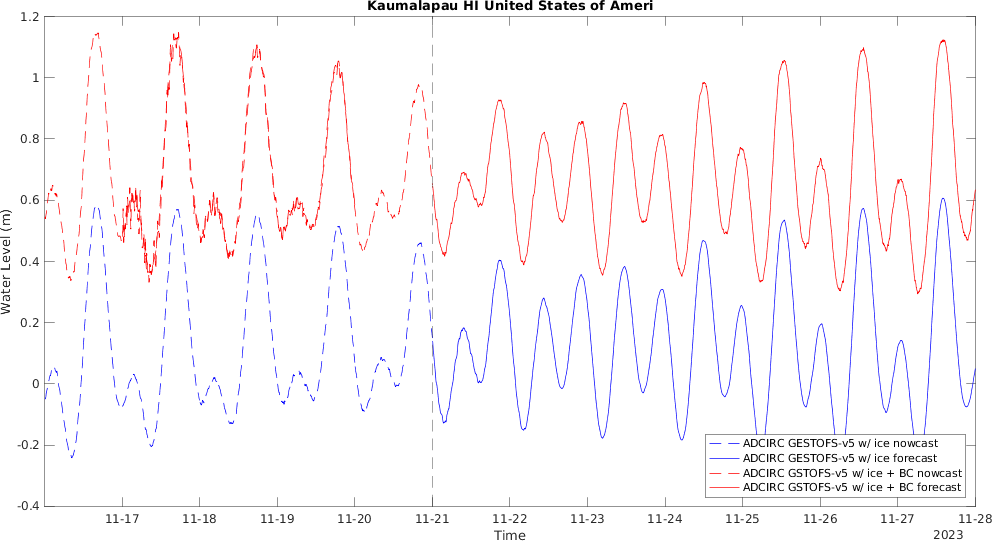 Kaumalapau HI United States of Ameri
1.2
1
0.8
0.6
0.4
0.2
0
-0.2
-0.4
Water Level (m)
ADCIRC GESTOFS-v5 w/ ice nowcast
ADCIRC GESTOFS-v5 w/ ice forecast
ADCIRC GSTOFS-v5 w/ ice + BC nowcast
ADCIRC GSTOFS-v5 w/ ice + BC forecast
11-17 11-18 11-19 11-20 11-21 11-22 11-23 11-24 11-25 11-26 11-27 11-28
Time
2023